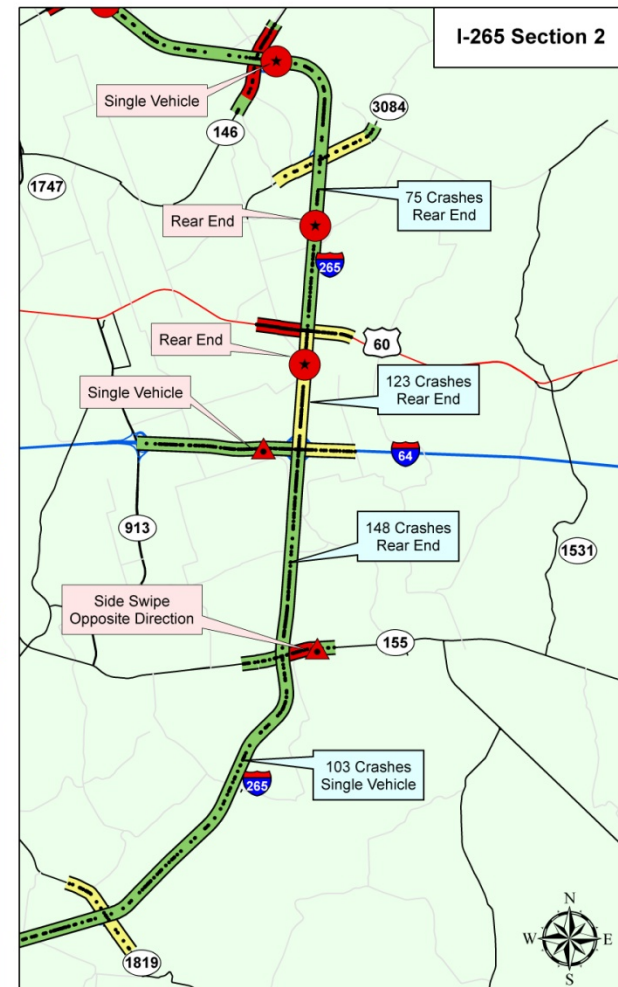 I-265 Section 2
Single Vehicle
146
3084
1747
75 Crashes
Rear End
Rear End
265
60
Rear End
123 Crashes
Rear End
Single Vehicle
64
913
148 Crashes
Rear End
1531
Side Swipe
Opposite Direction
155
103 Crashes
Single Vehicle
265
1819
N
W
E
S